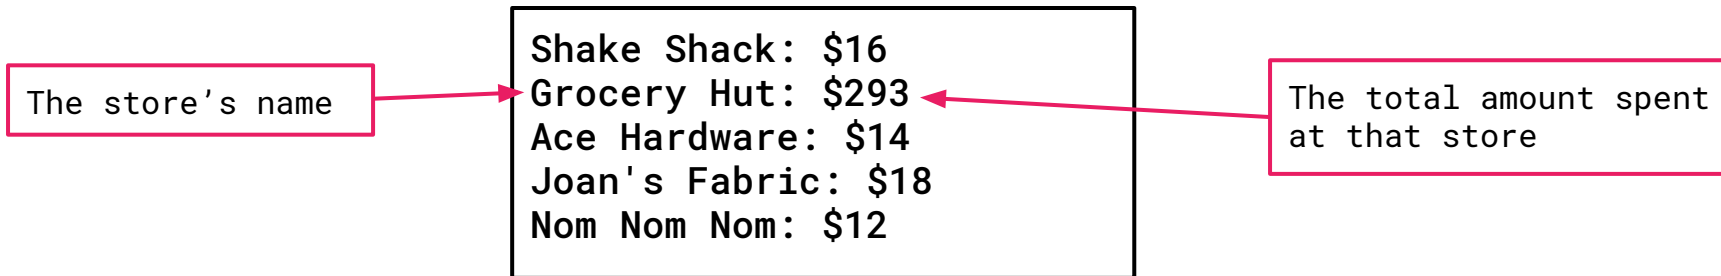 The store’s name
Shake Shack: $16
Grocery Hut: $293
Ace Hardware: $14
Joan's Fabric: $18
Nom Nom Nom: $12
The total amount spent
at that store